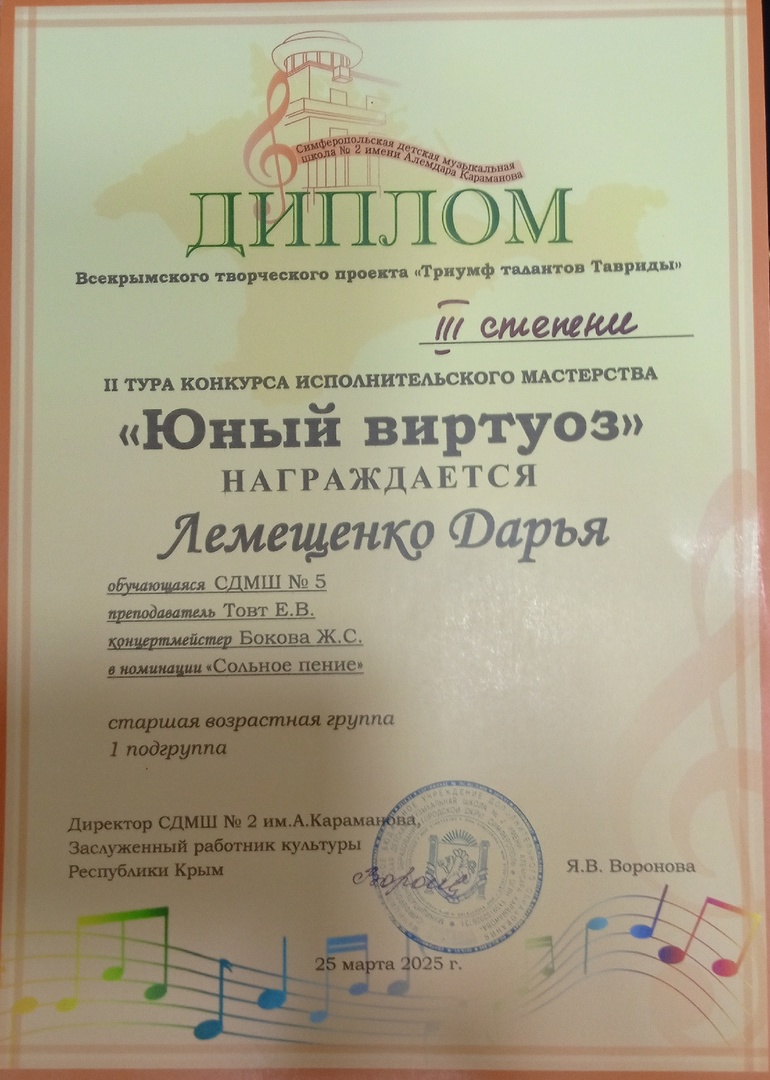 Симферопольская детская музыкальная
школа № 2 имени Алемдара Караманова
ДИПЛОМ
Всекрымского творческого проекта «Триумф талантов Тавриды»
III степени
II ТУРА КОНКУРСА ИСПОЛНИТЕЛЬСКОГО МАСТЕРСТВА
«Юный виртуоз»
НАГРАЖДАЕТСЯ
Лемещенко Дарья
обучающаяся СДМШ № 5
преподаватель Товт Е.В.
концертмейстер Бокова Ж.С.
в номинации «Сольное пение»
старшая возрастная группа
1 подгруппа
Директор СДМШ № 2 им.А.Караманова,
Заслуженный работник культуры
Республики Крым
Я.В. Воронова
25 марта 2025 г.